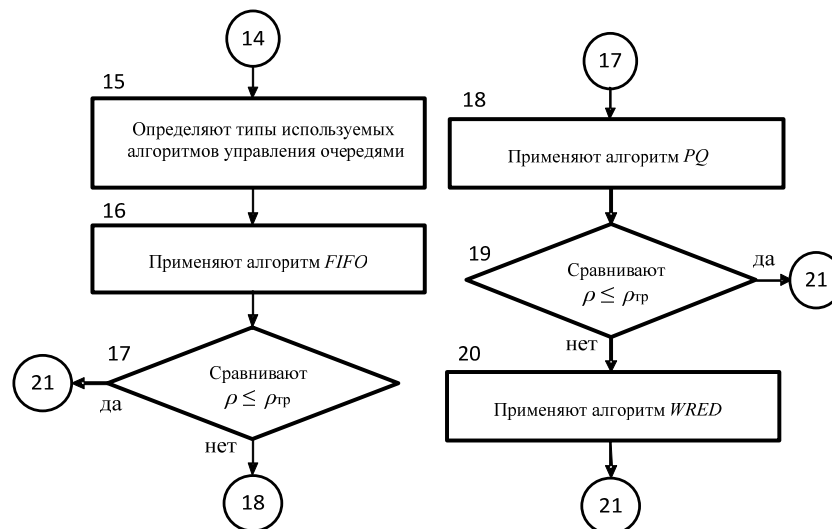 14
15
Определяют типы используемых
алгоритмов управления очередями
16
Применяют алгоритм FIFO
17
Сравнивают
ρ ≤ ρтр
21
да
нет
18
17
18
Применяют алгоритм PQ
19
Сравнивают
ρ ≤ ρтр
да
21
нет
20
Применяют алгоритм WRED
21